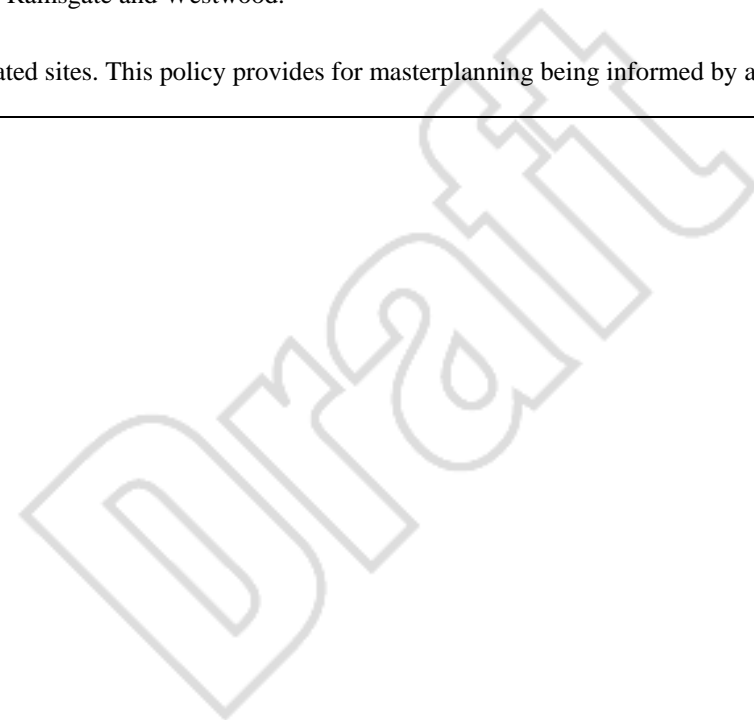 Ramsgate and Westwood.
ated sites. This policy provides for masterplanning being informed by a
Draft